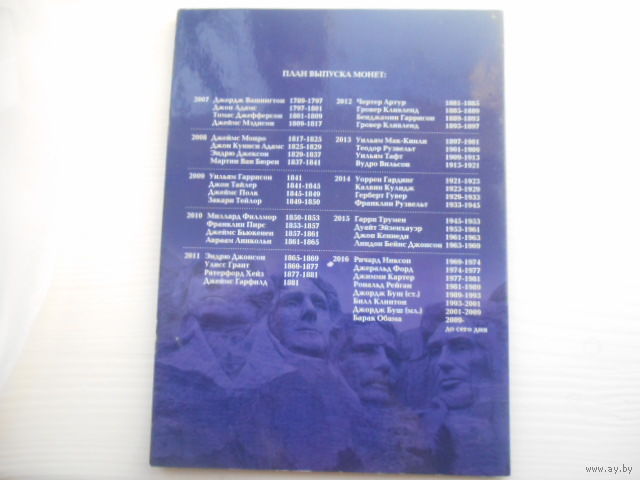 ПЛАН ВЫПУСКА МОНЕТ:
2007 Джордж Вашингтон 1789-1797
Джон Адамс 1797-1801
Томас Джефферсон 1801-1809
Джеймс Мэдисон 1809-1817
2008 Джеймс Монро 1817-1825
Джон Куинси Адамс 1825-1829
Эндрю Джексон 1829-1837
Мартин Ван Бюрен 1837-1841
2009 Уильям Гаррисон 1841
Джон Тайлер 1841-1845
Джеймс Полк 1845-1849
Закари Тейлор 1849-1850
2010 Миллард Филлмор 1850-1853
Франклин Пирс 1853-1857
Джеймс Бьюкенен 1857-1861
Авраам Линкольн 1861-1865
2011 Эндрю Джонсон 1865-1869
Улисс Грант 1869-1877
Ратерфорд Хейз 1877-1881
Джеймс Гарфилд 1881
2012 Честер Артур 1881-1885
Гровер Кливленд 1885-1889
Бенджамин Гаррисон 1889-1893
Гровер Кливленд 1893-1897
2013 Уильям Мак-Кинли 1897-1901
Теодор Рузвельт 1901-1909
Уильям Тафт 1909-1913
Вудро Вильсон 1913-1921
2014 Уоррен Гардинг 1921-1923
Калвин Кулидж 1923-1929
Герберт Гувер 1929-1933
Франклин Рузвельт 1933-1945
2015 Гарри Трумен 1945-1953
Дуайт Эйзенхауэр 1953-1961
Джон Кеннеди 1961-1963
Линдон Бейнс Джонсон 1963-1969
2016 Ричард Никсон 1969-1974
Джеральд Форд 1974-1977
Джимми Картер 1977-1981
Рональд Рейган 1981-1989
Джордж Буш (ст.) 1989-1993
Билл Клинтон 1993-2001
Джордж Буш (мл.) 2001-2009
Барак Обама 2009-
до сего дня
www.ay.by